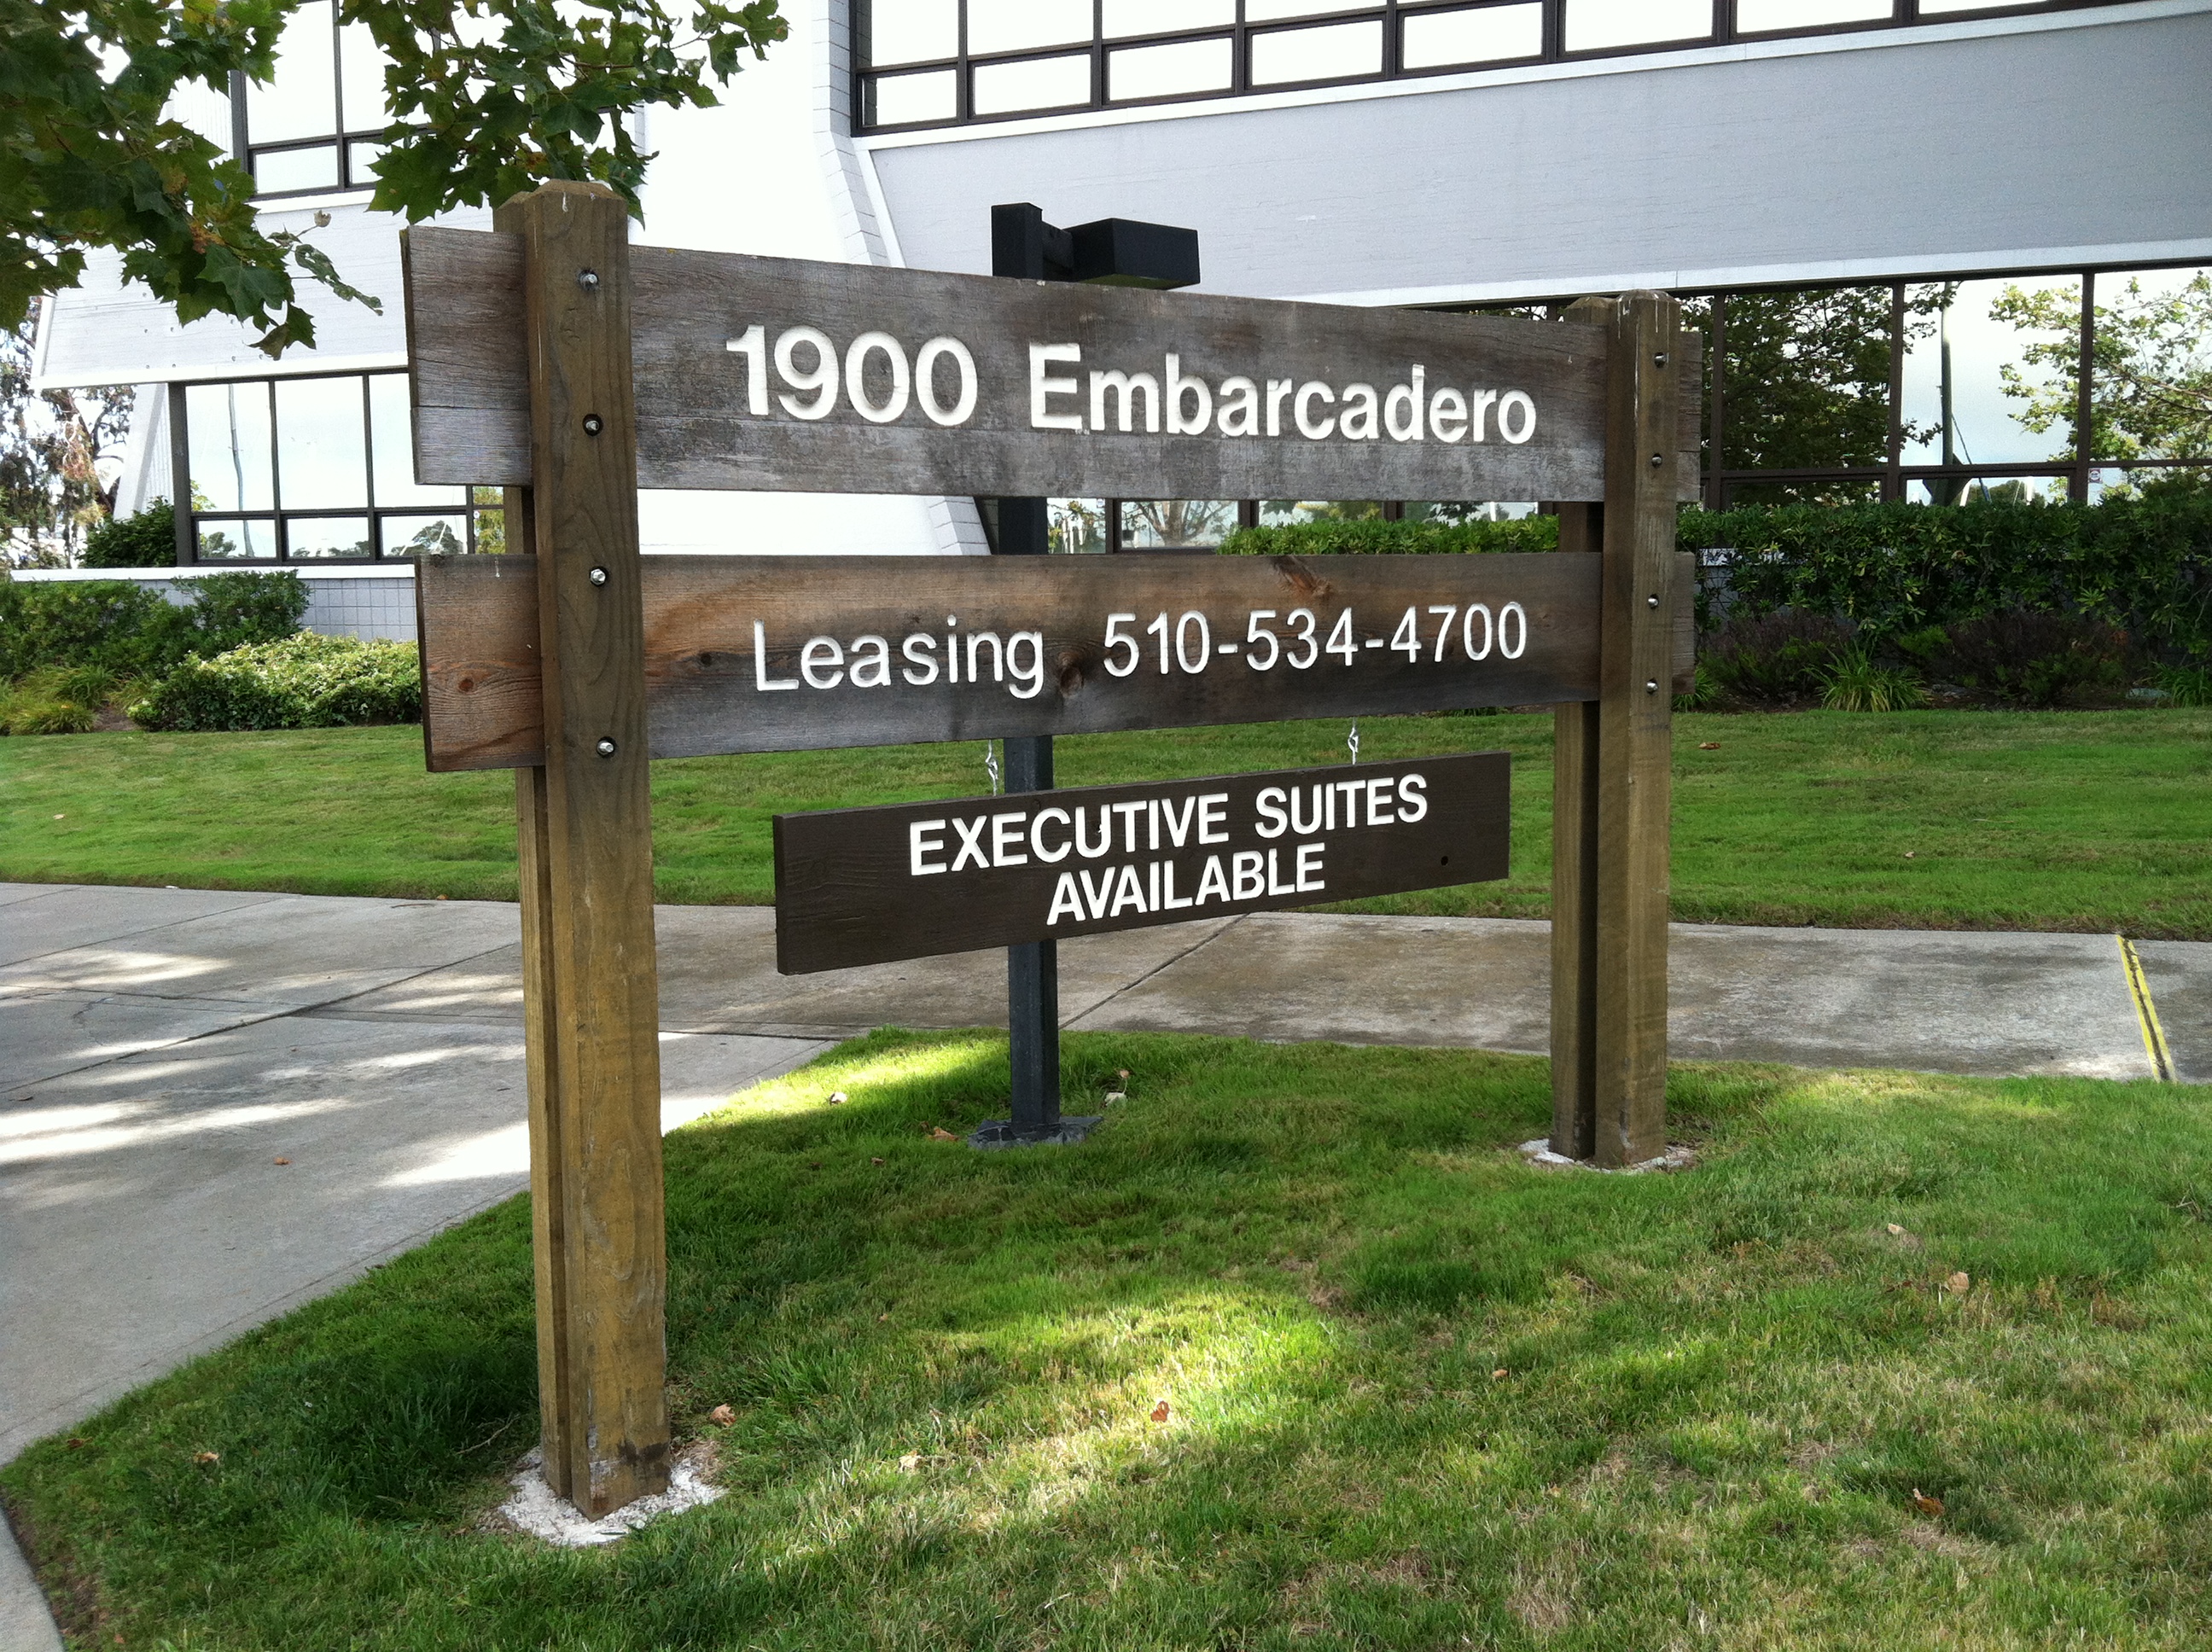 1900 Embarcadero
Leasing 510-534-4700
EXECUTIVE SUITES
AVAILABLE